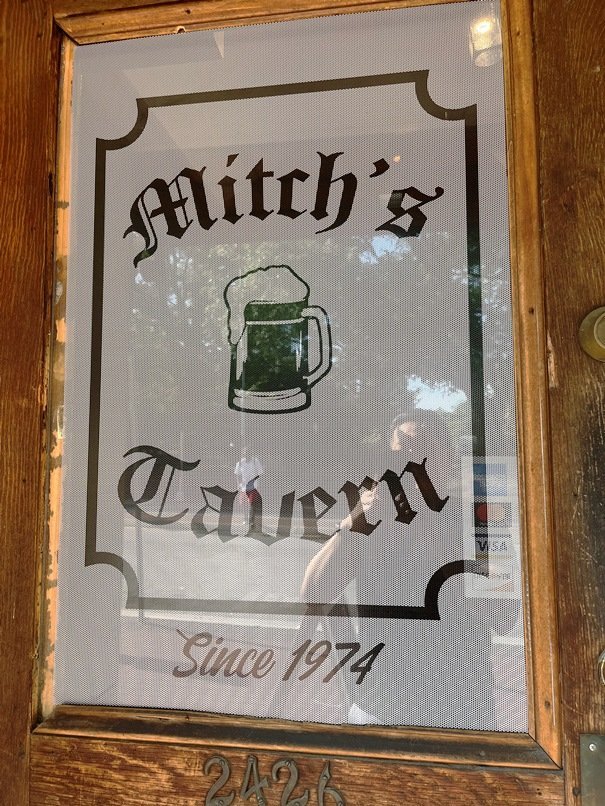 Mitch's
Tavern
VISA
Since 1974
2426